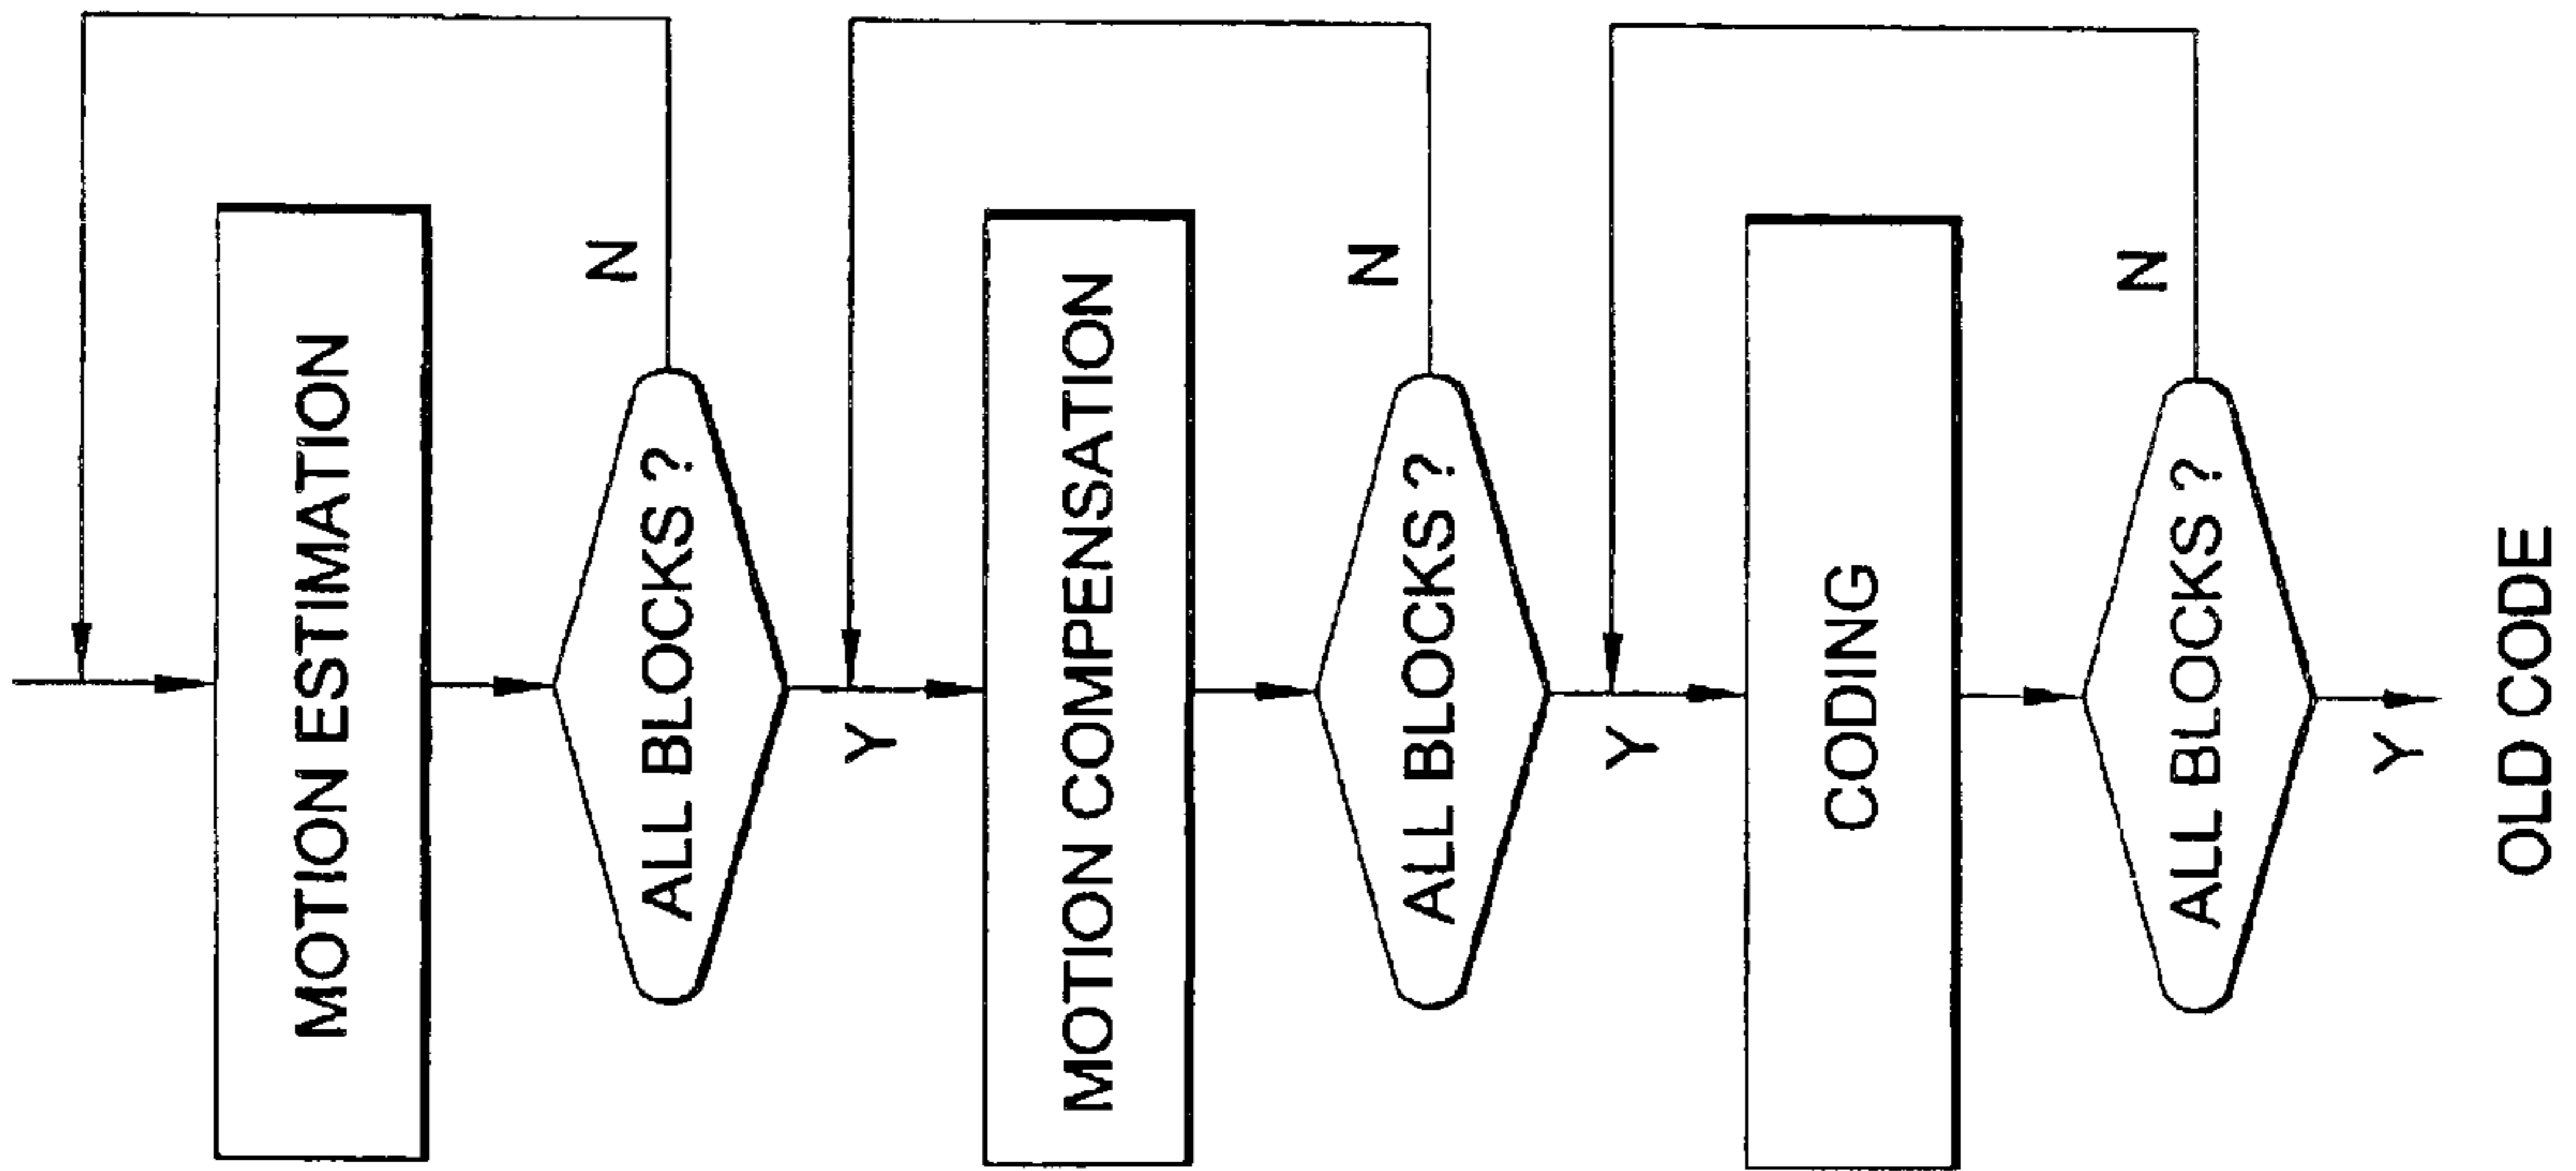 MOTION ESTIMATION
ALL BLOCKS ?
N
Y
MOTION COMPENSATION
ALL BLOCKS ?
N
Y
CODING
ALL BLOCKS ?
N
Y
OLD CODE